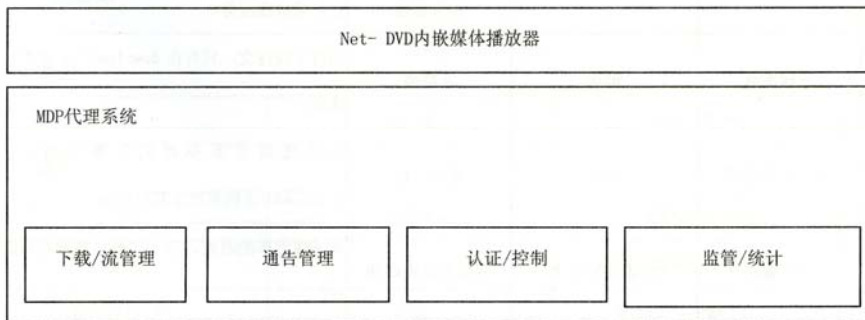 Net- DVD内嵌媒体播放器
MDP代理系统
下载/流管理
通告管理
认证/控制
监管/统计